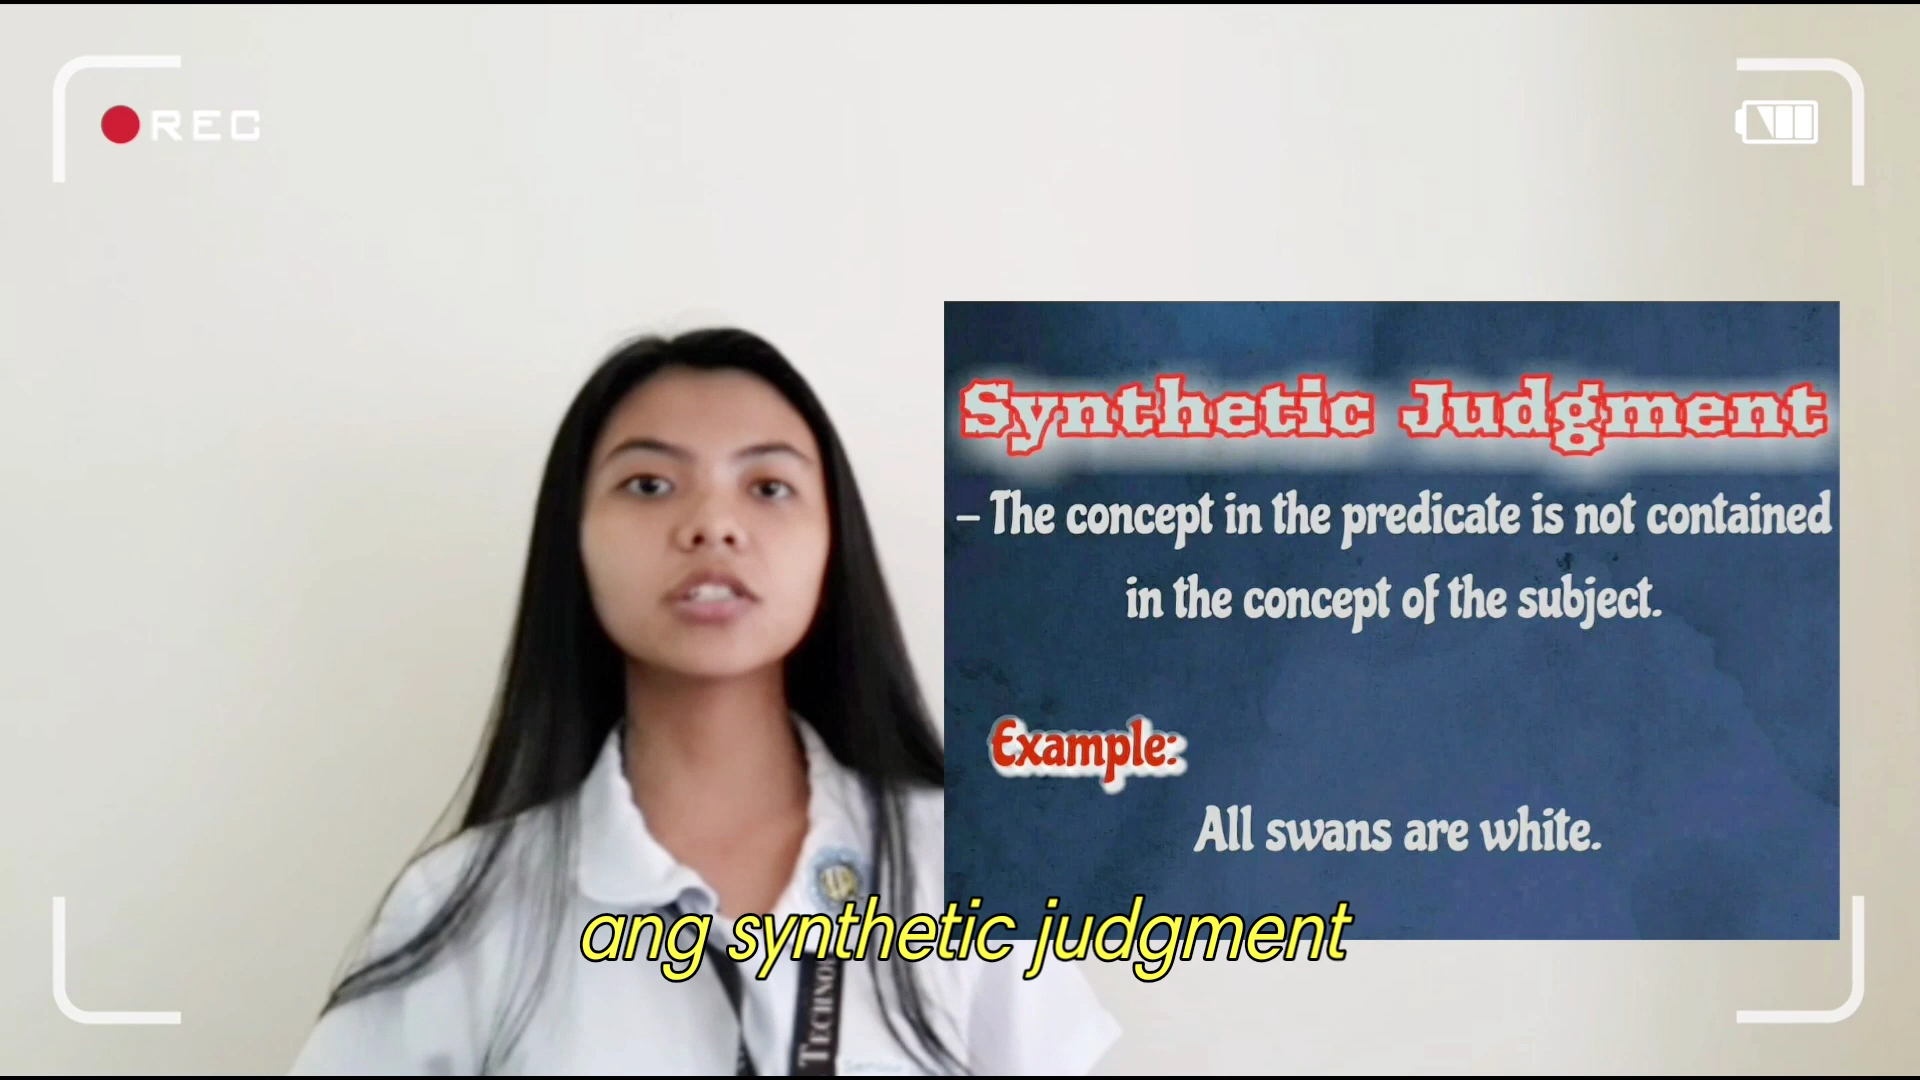 REC
Synthetic Judgment
– The concept in the predicate is not contained
in the concept of the subject.
Example:
All swans are white.
ang synthetic judgment